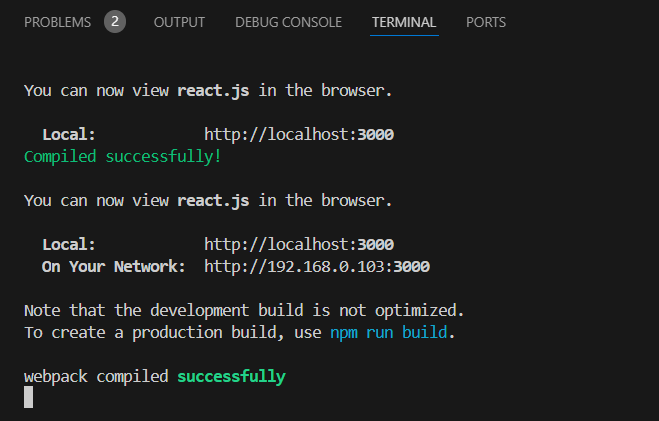 PROBLEMS 2 OUTPUT DEBUG CONSOLE TERMINAL PORTS
You can now view react.js in the browser.
Local: http://localhost:3000
Compiled successfully!
You can now view react.js in the browser.
Local: http://localhost:3000
On Your Network: http://192.168.0.103:3000
Note that the development build is not optimized.
To create a production build, use npm run build.
webpack compiled successfully